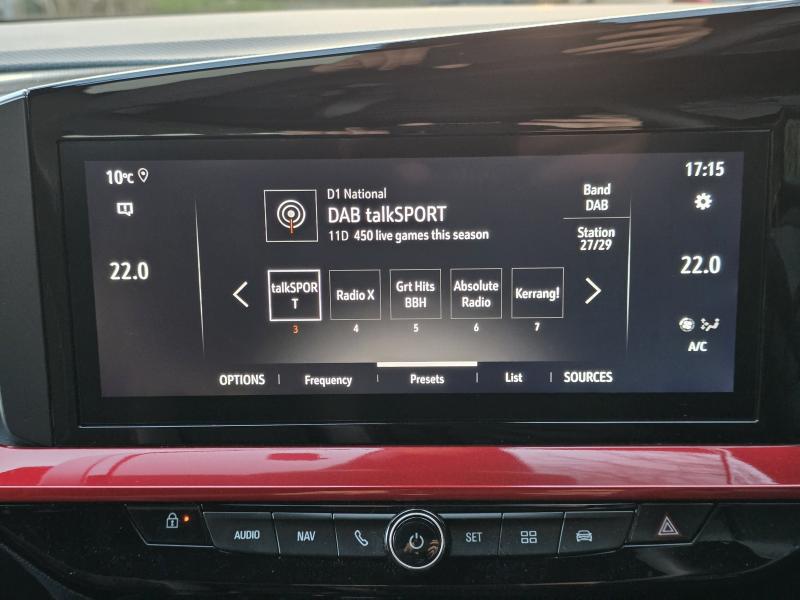 10°C
17:15
D1 National
DAB talkSPORT
11D 450 live games this season
Band
DAB
Station
27/29
22.0
22.0
talkSPOR
T
Radio X
Grt Hits
BBH
Absolute
Radio
Kerrang!
3
4
5
6
7
A/C
OPTIONS
Frequency
Presets
List
SOURCES
AUDIO
NAV
SET